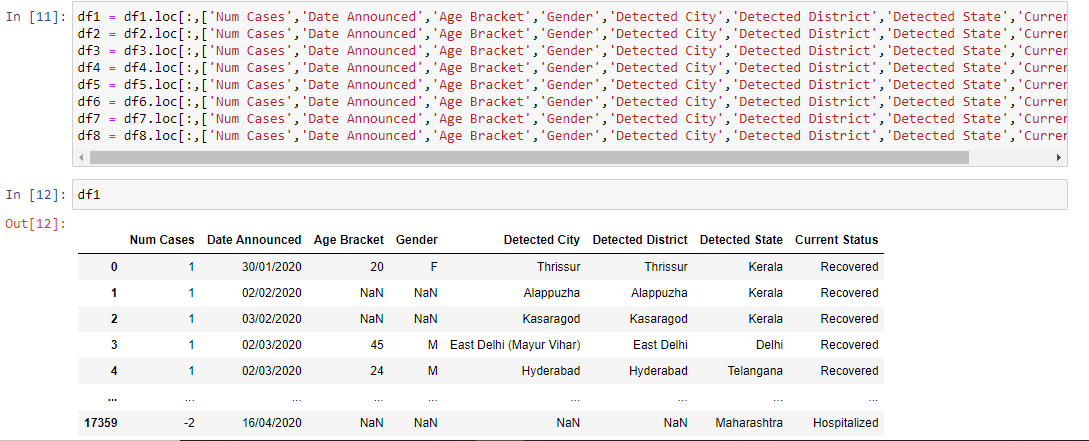 In [11]: df1 = df1.loc[:,['Num Cases','Date Announced','Age Bracket','Gender','Detected City','Detected District','Detected State','Curren
df2 = df2.loc[:,['Num Cases','Date Announced','Age Bracket','Gender','Detected City','Detected District','Detected State','Curren
df3 = df3.loc[:,['Num Cases','Date Announced','Age Bracket','Gender','Detected City','Detected District','Detected State','Curren
df4 = df4.loc[:,['Num Cases','Date Announced','Age Bracket','Gender','Detected City','Detected District','Detected State','Curren
df5 = df5.loc[:,['Num Cases','Date Announced','Age Bracket','Gender','Detected City','Detected District','Detected State','Curren
df6 = df6.loc[:,['Num Cases','Date Announced','Age Bracket','Gender','Detected City','Detected District','Detected State','Curren
df7 = df7.loc[:,['Num Cases','Date Announced','Age Bracket','Gender','Detected City','Detected District','Detected State','Curren
df8 = df8.loc[:,['Num Cases','Date Announced','Age Bracket','Gender','Detected City','Detected District','Detected State','Curren
In [12]: df1
Out[12]:
Num Cases Date Announced Age Bracket Gender Detected City Detected District Detected State Current Status
0 1 30/01/2020 20 F Thrissur Thrissur Kerala Recovered
1 1 02/02/2020 NaN NaN Alappuzha Alappuzha Kerala Recovered
2 1 03/02/2020 NaN NaN Kasaragod Kasaragod Kerala Recovered
3 1 02/03/2020 45 M East Delhi (Mayur Vihar) East Delhi Delhi Recovered
4 1 02/03/2020 24 M Hyderabad Hyderabad Telangana Recovered
... ... ... ... ... ... ... ... ...
17359 -2 16/04/2020 NaN NaN NaN NaN Maharashtra Hospitalized